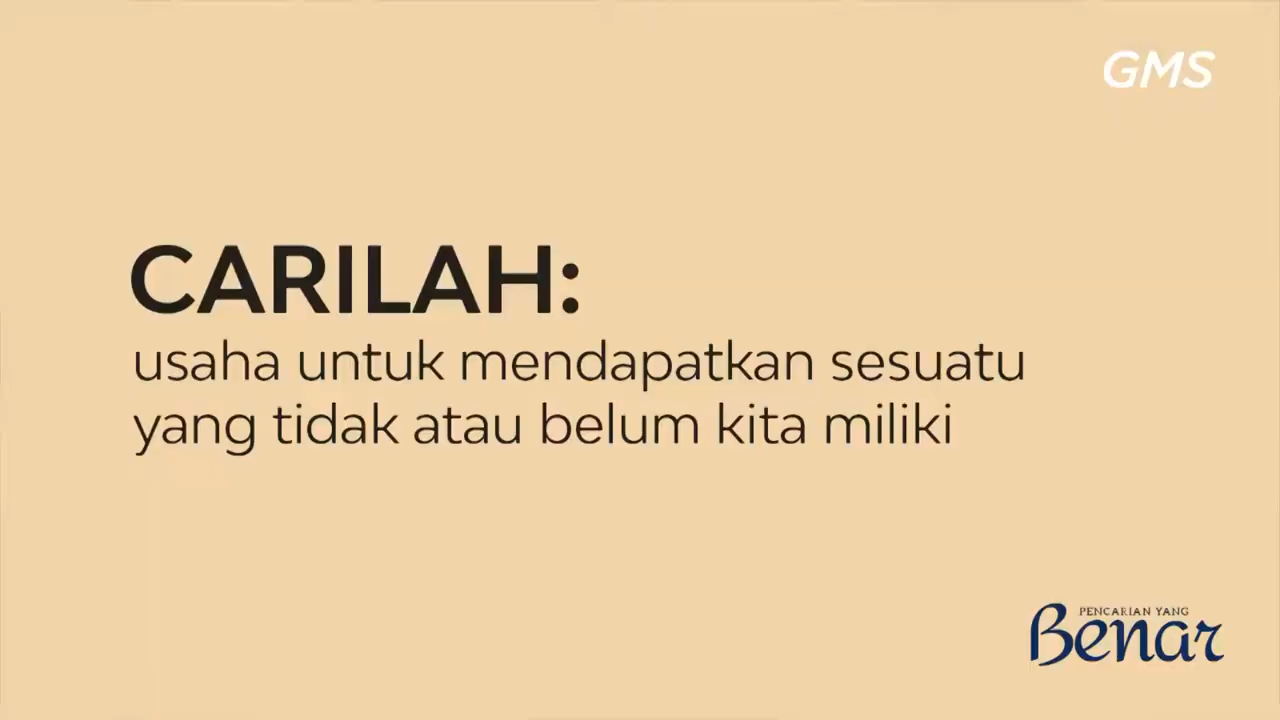 GMS
CARILAH:
usaha untuk mendapatkan sesuatu
yang tidak atau belum kita miliki
PENCARIAN YANG
Benar